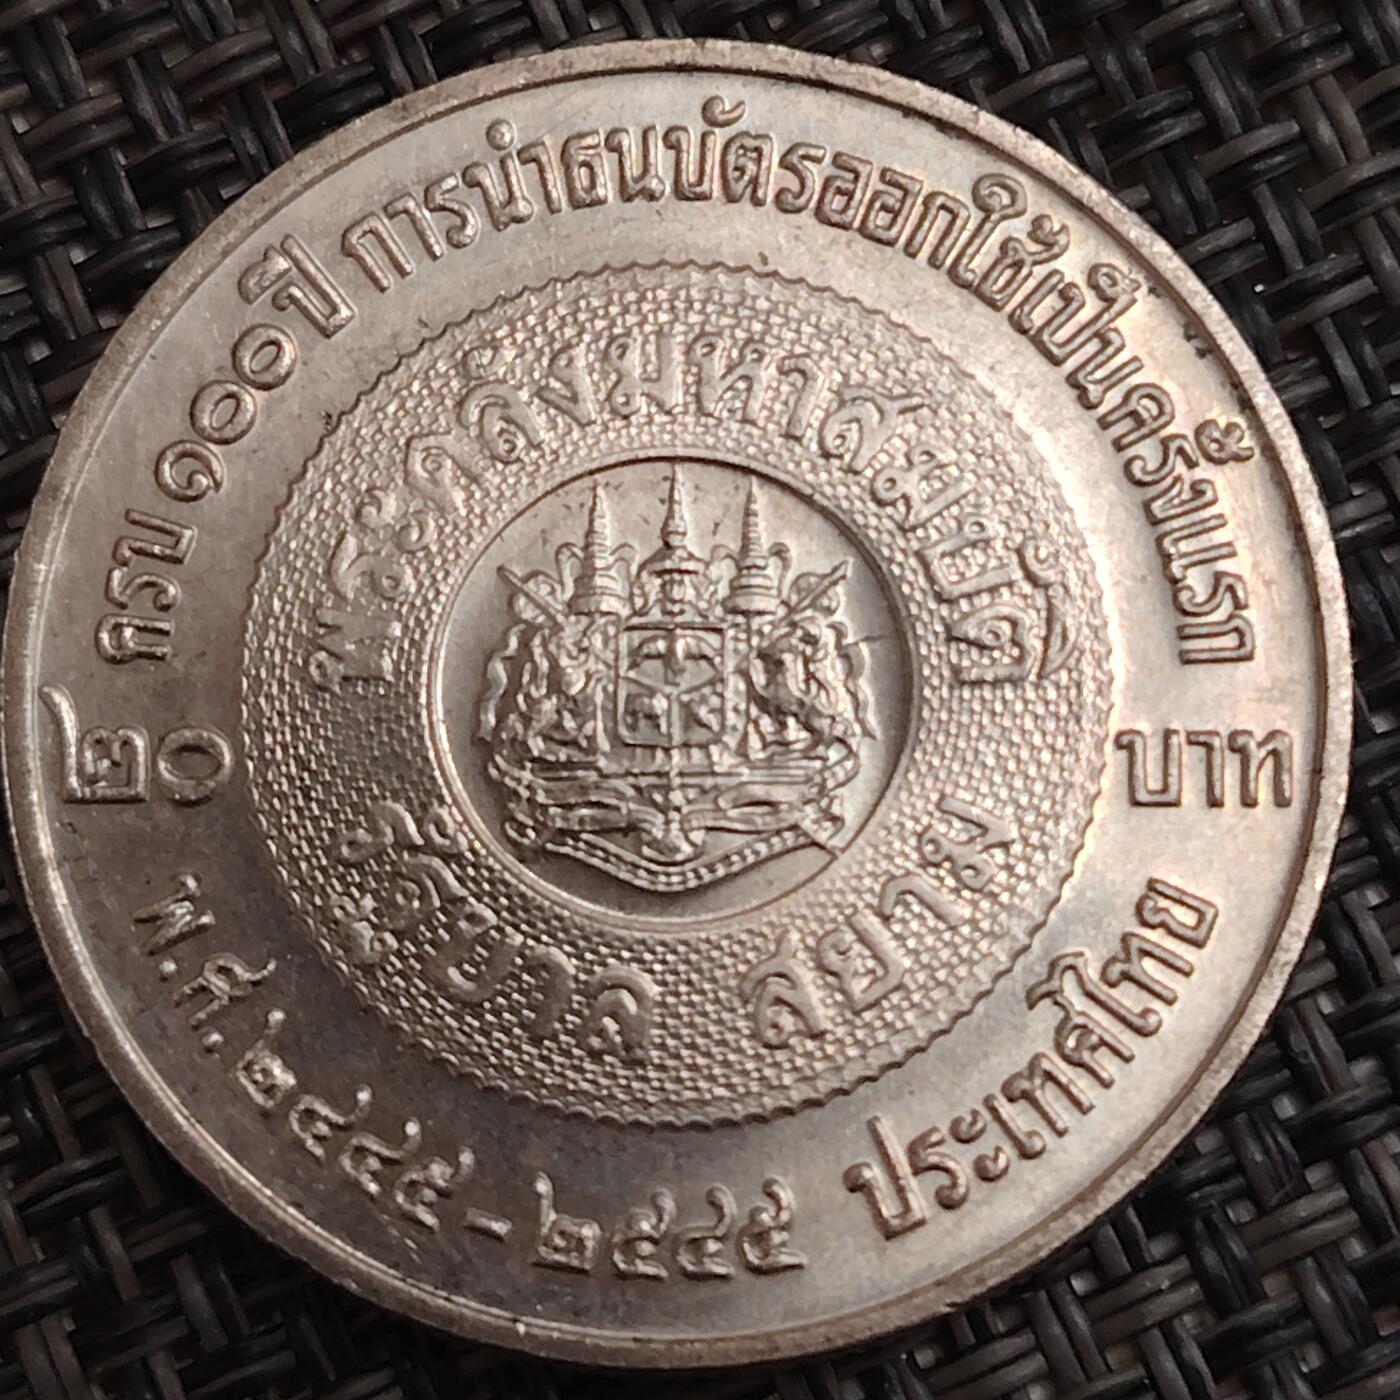 กรบ ๑๐๐ ปี การนำธนบัตรออกใช้เป็นครั้งแรก
พระคลังมหาสมบัติ
๒๐
บาท
รัฐบาล สยาม
พ.ศ. ๒๔๔๕ - ๒๕๔๕ ประเทศไทย